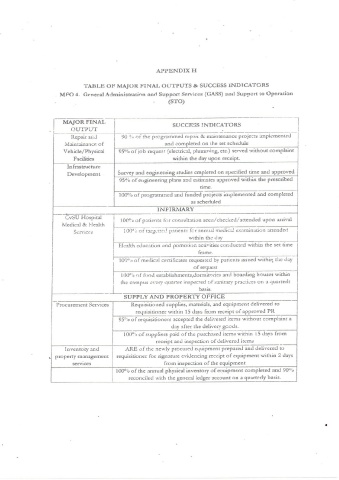 APPENDIX H
TABLE OF MAJOR FINAL OUTPUTS & SUCCESS INDICATORS
MFO 4. General Administration and Support Services (GASS) and Support to Operation
(STO)
MAJOR FINAL
OUTPUT
SUCCESS INDICATORS
Repair and
Maintenance of
Vehicle/Physical
Facilities
90 % of the programmed repair & maintenance projects implemented
and completed on the set schedule
95% of job request (electrical, plumbing, etc.) served without complaint
within the day upon receipt.
Infrastructure
Development
Survey and engineering studies completed on specified time and approved
95% of engineering plans and estimates approved within the prescribed
time.
100% of programmed and funded projects implemented and completed
as scheduled
INFIRMARY
Hospital
Medical & Health
Services
100% of patients for consultation seen/checked/attended upon arrival
100% of targeted patients for annual medical examination attended
within the day
Health education and promotion activities conducted within the set time
frame
100% of medical certificates requested by patients issued within the day
of request
100% of food establishments, dormitories and boarding houses within
the campus every quarter inspected of sanitary practices on a quarterly
basis.
SUPPLY AND PROPERTY OFFICE
Procurement Services
Requisitioned supplies, materials, and equipment delivered to
requisitioner within 15 days from receipt of approved PR
95% of requisitioners accepted the delivered items without complaint a
day after the delivery goods.
100% of suppliers paid of the purchased items within 15 days from
receipt and inspection of delivered items
Inventory and
property management
services
ARE of the newly procured equipment prepared and delivered to
requisitioner for signature evidencing receipt of equipment within 2 days
from inspection of the equipment
100% of the annual physical inventory of equipment completed and 90%
reconciled with the general ledger account on a quarterly basis.